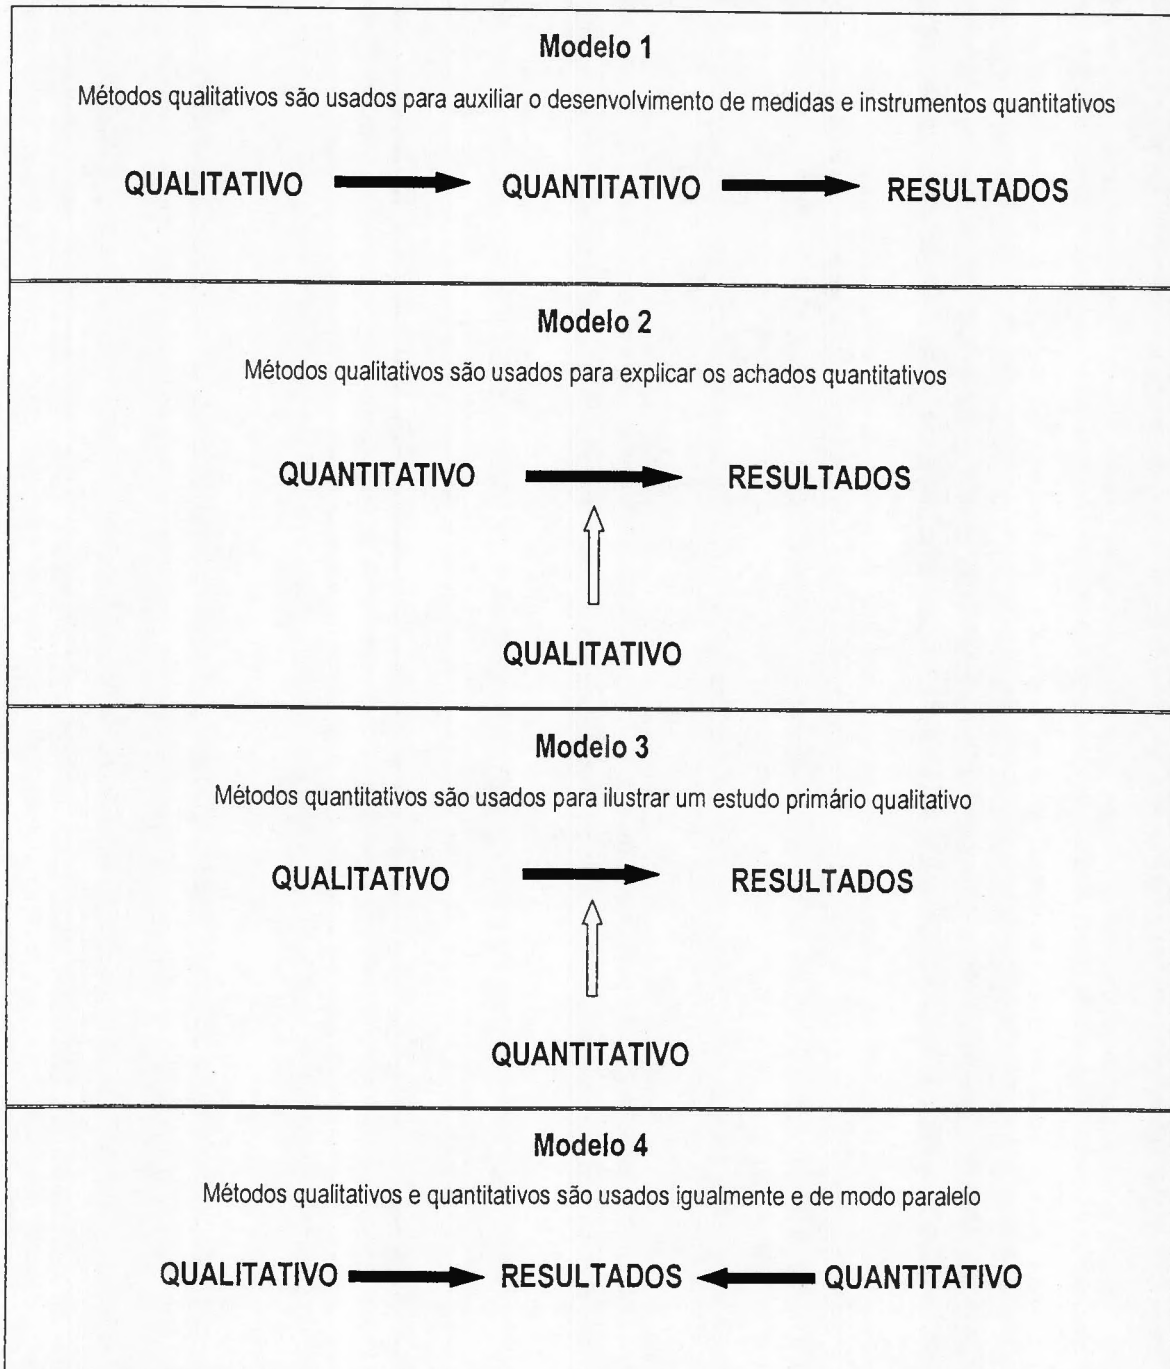 Modelo 1
Métodos qualitativos são usados para auxiliar o desenvolvimento de medidas e instrumentos quantitativos
QUALITATIVO QUANTITATIVO RESULTADOS
Modelo 2
Métodos qualitativos são usados para explicar os achados quantitativos
QUANTITATIVO RESULTADOS
QUALITATIVO
Modelo 3
Métodos quantitativos são usados para ilustrar um estudo primário qualitativo
QUALITATIVO RESULTADOS
QUANTITATIVO
Modelo 4
Métodos qualitativos e quantitativos são usados igualmente e de modo paralelo
QUALITATIVO RESULTADOS QUANTITATIVO